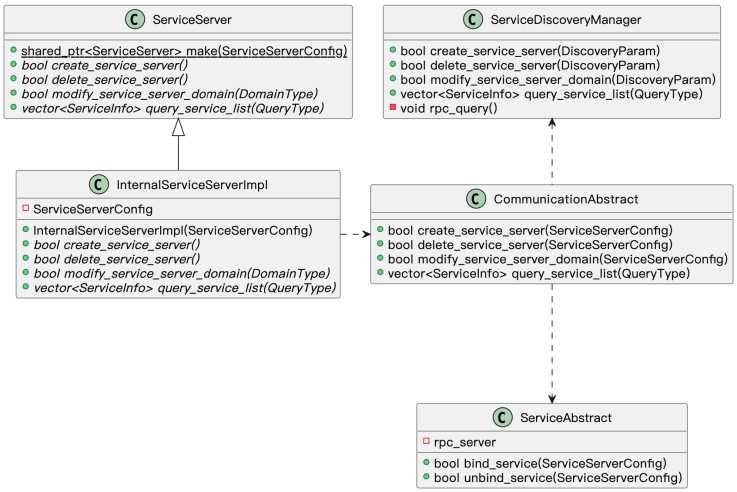 C ServiceServer
shared_ptr<ServiceServer> make(ServiceServerConfig)
bool create_service_server()
bool delete_service_server()
bool modify_service_server_domain(DomainType)
vector<ServiceInfo> query_service_list(QueryType)
C ServiceDiscoveryManager
bool create_service_server(DiscoveryParam)
bool delete_service_server(DiscoveryParam)
bool modify_service_server_domain(DiscoveryParam)
vector<ServiceInfo> query_service_list(QueryType)
void rpc_query()
C InternalServiceServerImpl
ServiceServerConfig
InternalServiceServerImpl(ServiceServerConfig)
bool create_service_server()
bool delete_service_server()
bool modify_service_server_domain(DomainType)
vector<ServiceInfo> query_service_list(QueryType)
C CommunicationAbstract
bool create_service_server(ServiceServerConfig)
bool delete_service_server(ServiceServerConfig)
bool modify_service_server_domain(ServiceServerConfig)
vector<ServiceInfo> query_service_list(QueryType)
C ServiceAbstract
rpc_server
bool bind_service(ServiceServerConfig)
bool unbind_service(ServiceServerConfig)